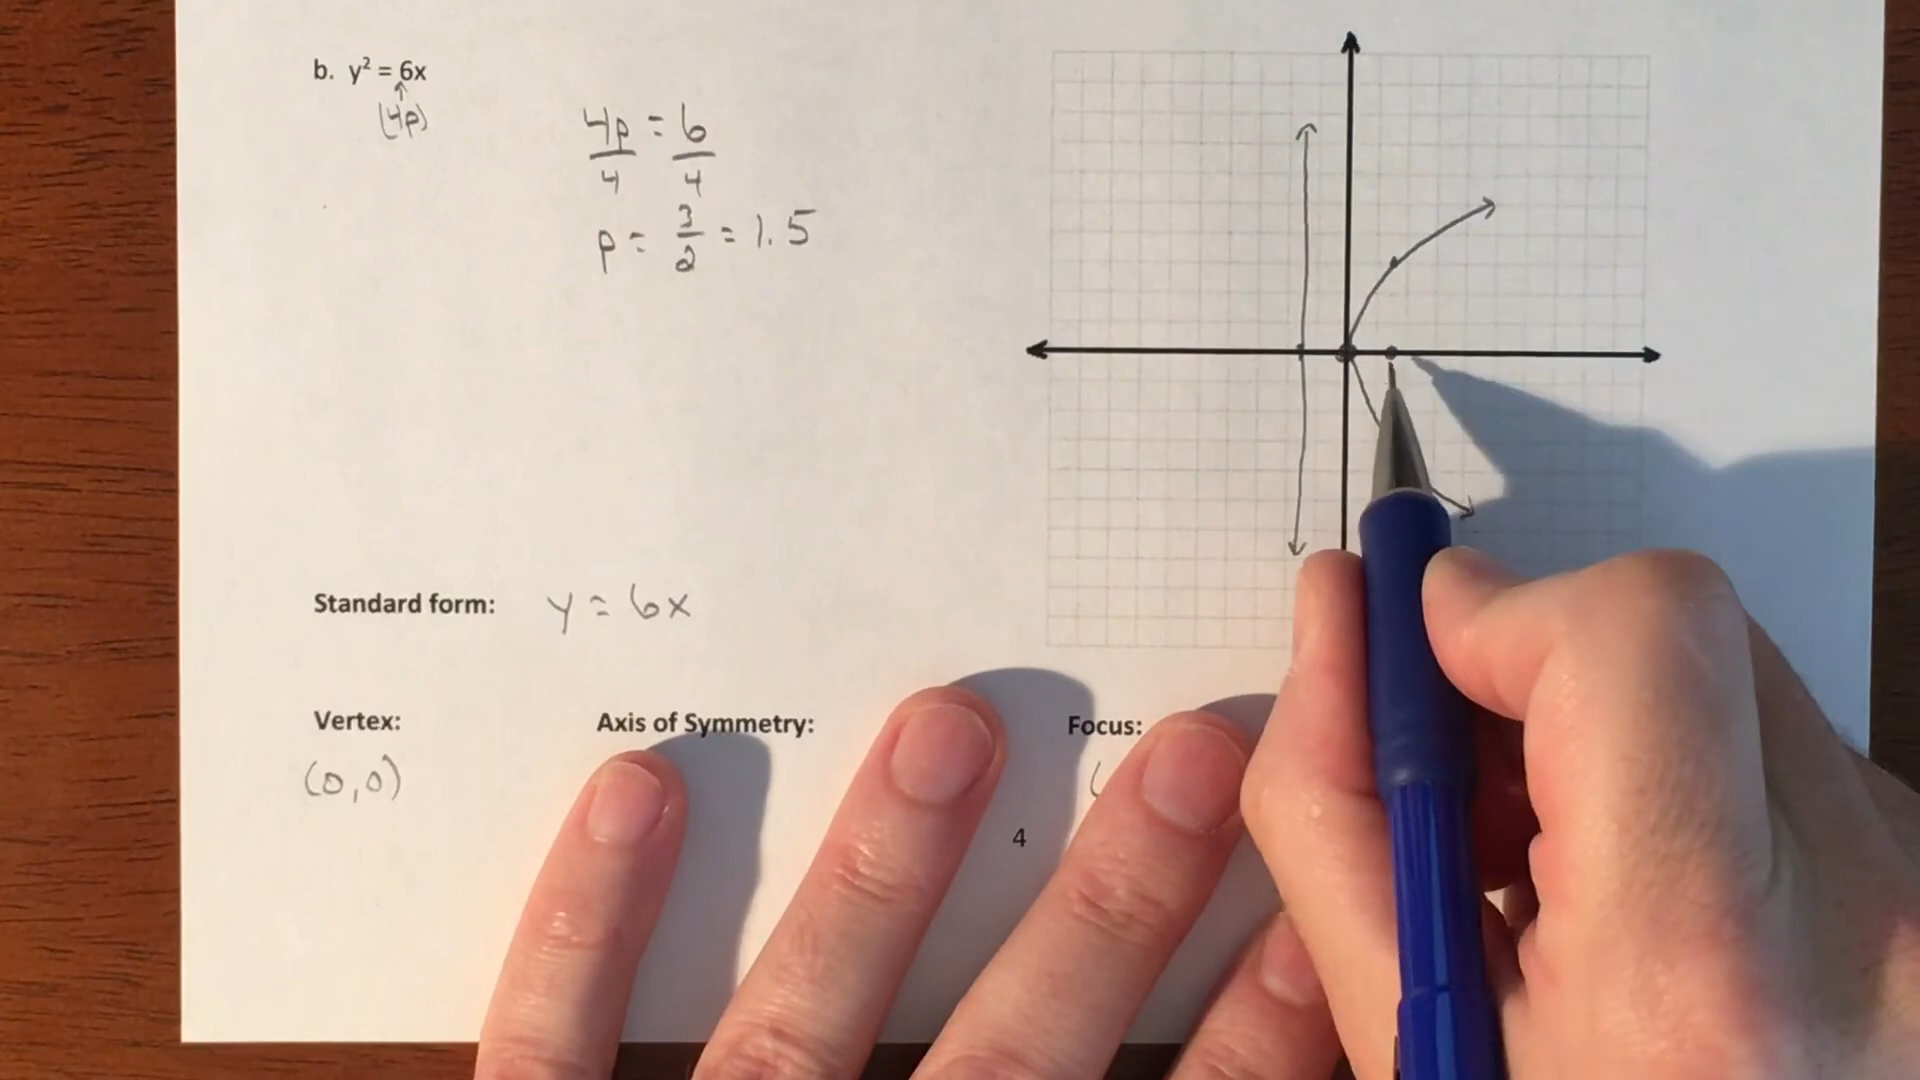 b. y² = 6x
(4p)
4p = 6
4 4
p = 3/2 = 1.5
Standard form: y = 6x
Vertex: Axis of Symmetry: Focus:
(0,0) (
4